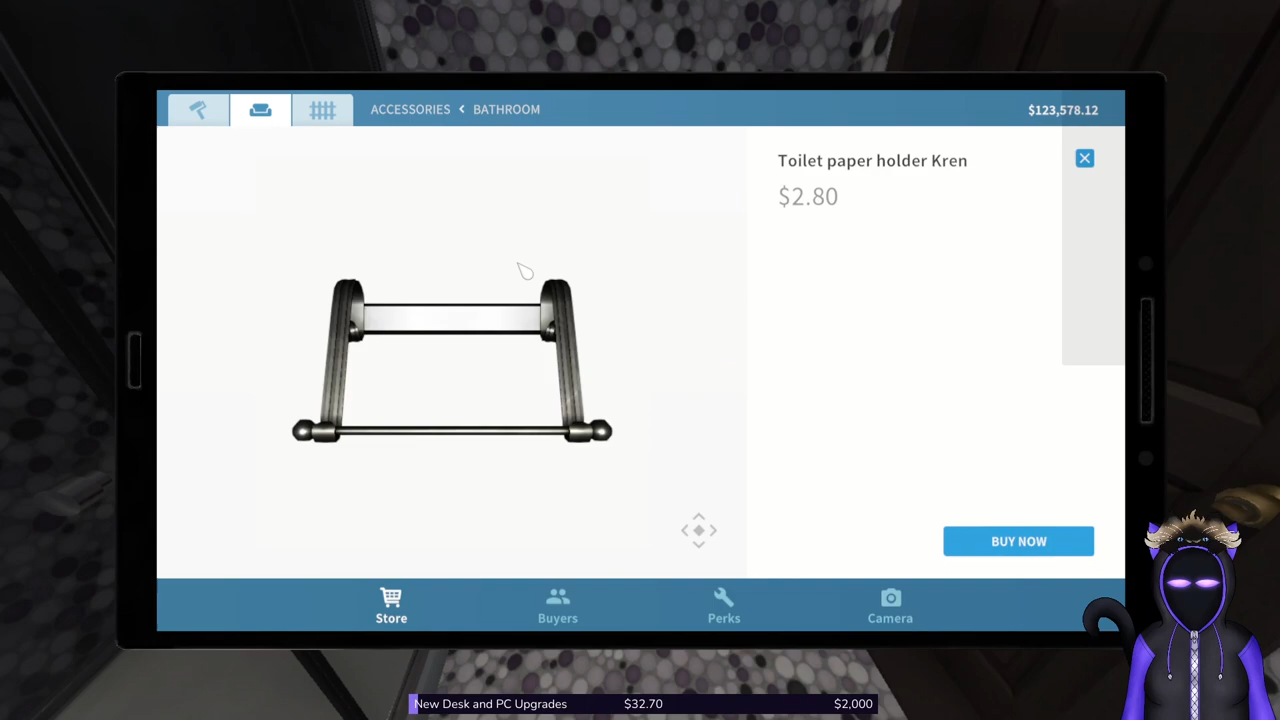 ACCESSORIES < BATHROOM
$123,578.12
Toilet paper holder Kren
$2.80
BUY NOW
Store
Buyers
Perks
Camera
New Desk and PC Upgrades $32.70 $2,000